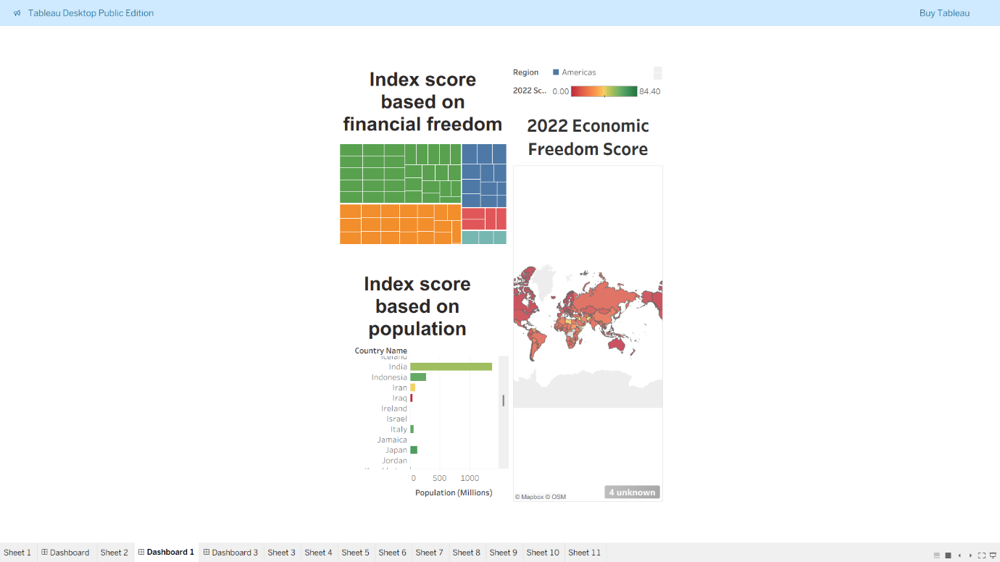 Tableau Desktop Public Edition
Buy Tableau
Index score
based on
financial freedom
Region
Americas
2022 Sc..
0.00
84.40
2022 Economic
Freedom Score
Index score
based on
population
Country Name
Iceland
India
Indonesia
Iran
Iraq
Ireland
Israel
Italy
Jamaica
Japan
Jordan
0
500
1000
Population (Millions)
© Mapbox © OSM
4 unknown
Sheet 1
Dashboard
Sheet 2
Dashboard 1
Dashboard 3
Sheet 3
Sheet 4
Sheet 5
Sheet 6
Sheet 7
Sheet 8
Sheet 9
Sheet 10
Sheet 11